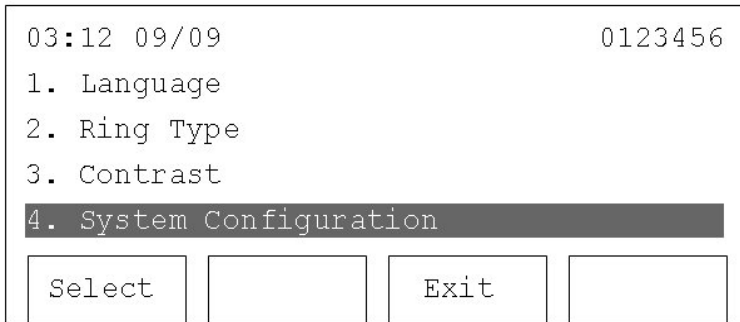 03:12 09/09 0123456
1. Language
2. Ring Type
3. Contrast
4. System Configuration
Select Exit